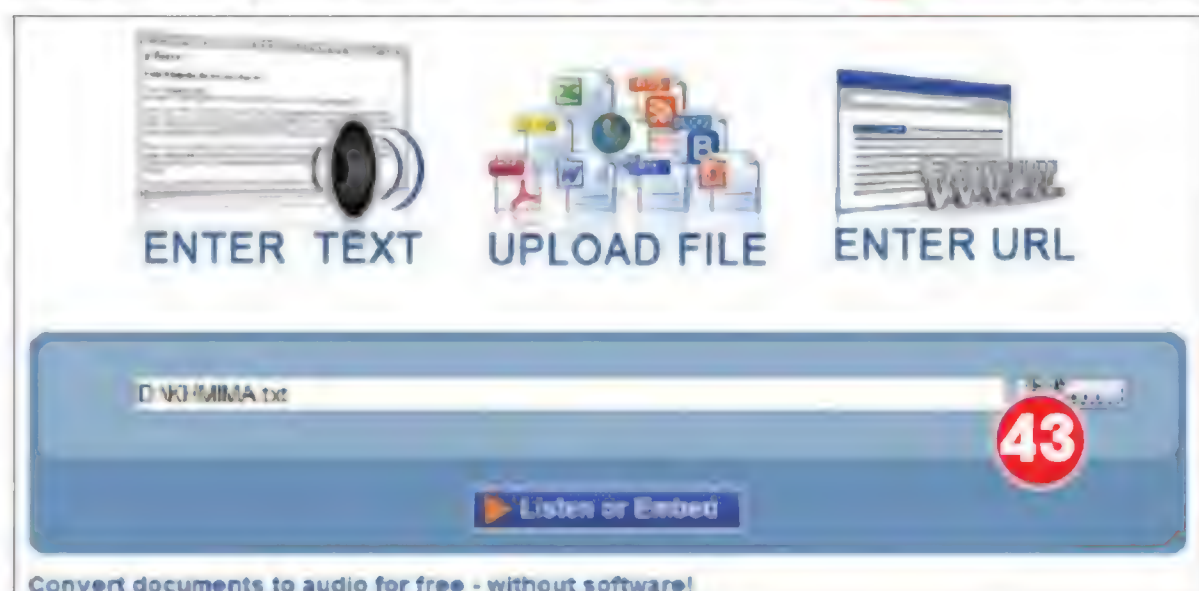 ENTER TEXT
UPLOAD FILE
ENTER URL
43
Listen or Embed
Convert documents to audio for free - without software!